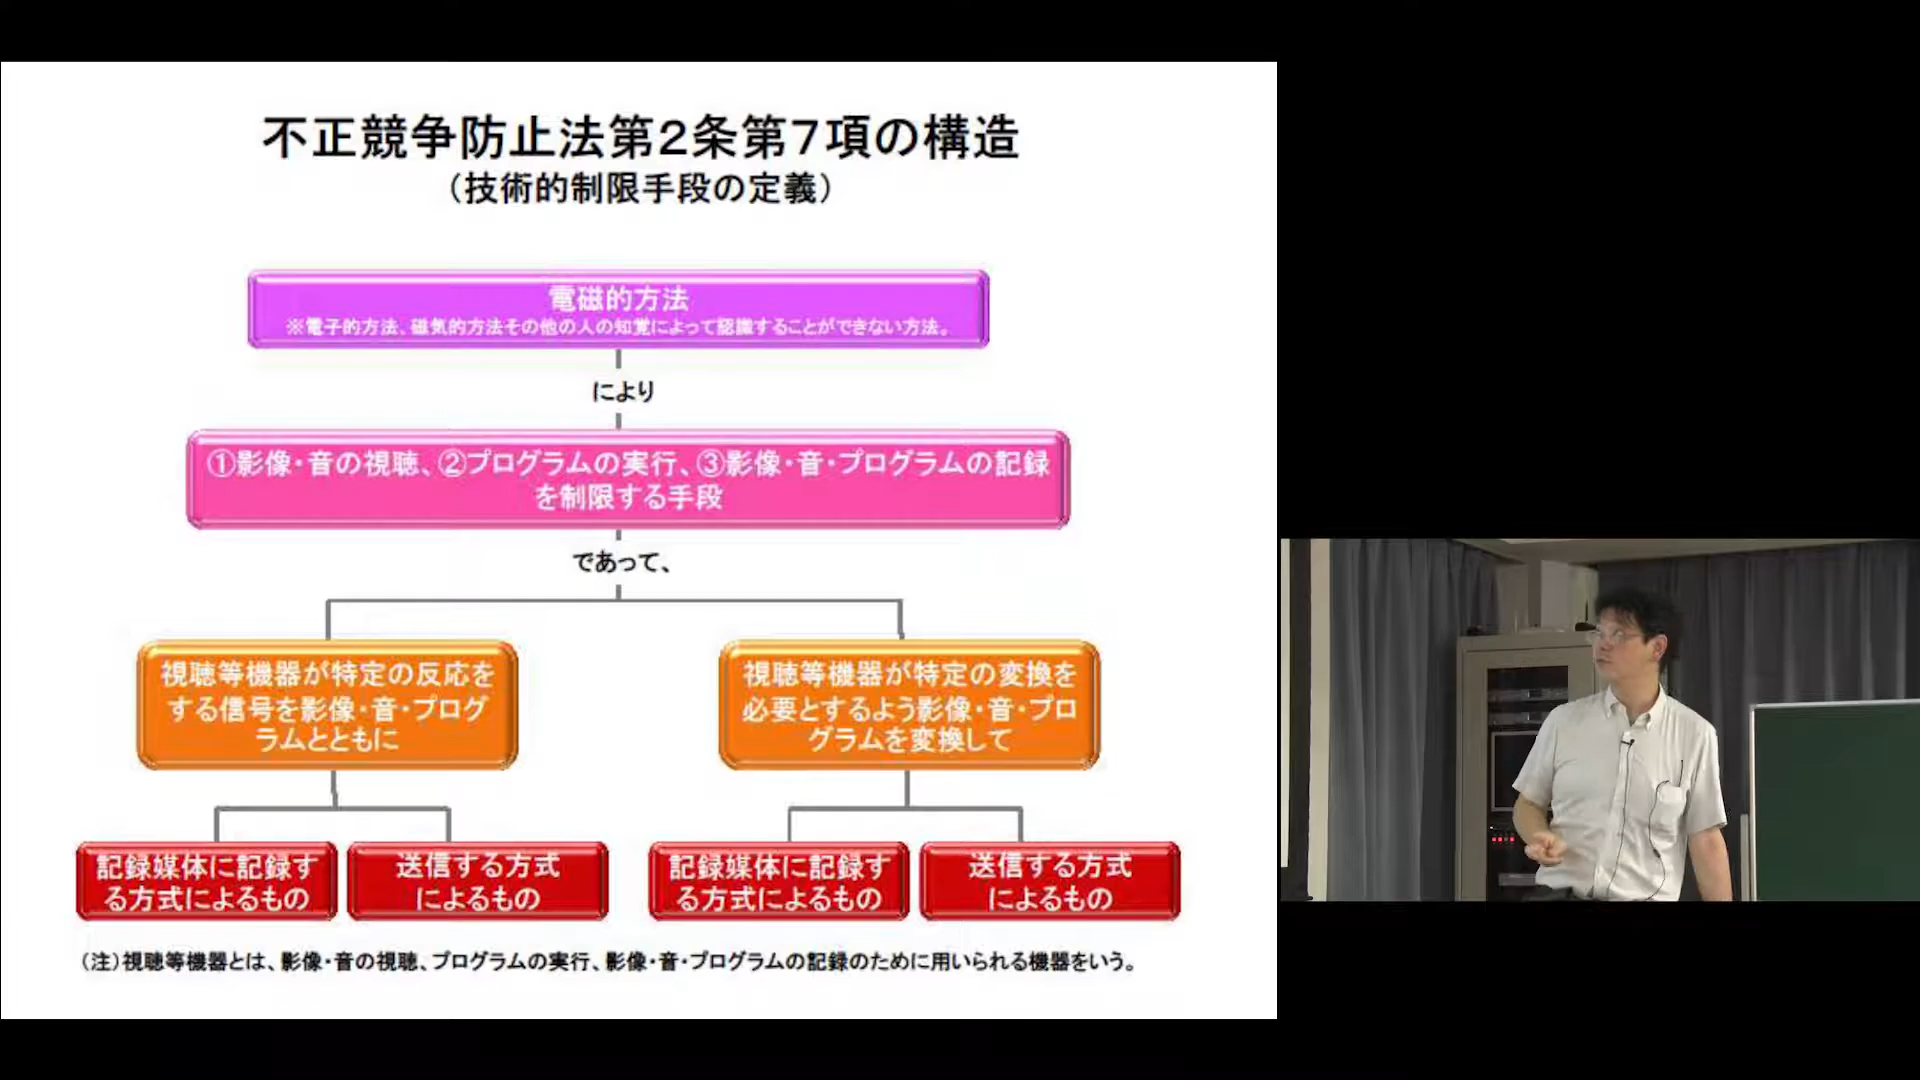 不正競争防止法第2条第7項の構造
（技術的制限手段の定義）
電磁的方法
※電子的方法、磁気的方法その他の人の知覚によって認識することができない方法。
により
①影像・音の視聴、②プログラムの実行、③影像・音・プログラムの記録
を制限する手段
であって、
視聴等機器が特定の反応を
する信号を影像・音・プログ
ラムとともに
視聴等機器が特定の変換を
必要とするよう影像・音・プロ
グラムを変換して
記録媒体に記録す
る方式によるもの
送信する方式
によるもの
記録媒体に記録す
る方式によるもの
送信する方式
によるもの
（注）視聴等機器とは、影像・音の視聴、プログラムの実行、影像・音・プログラムの記録のために用いられる機器をいう。